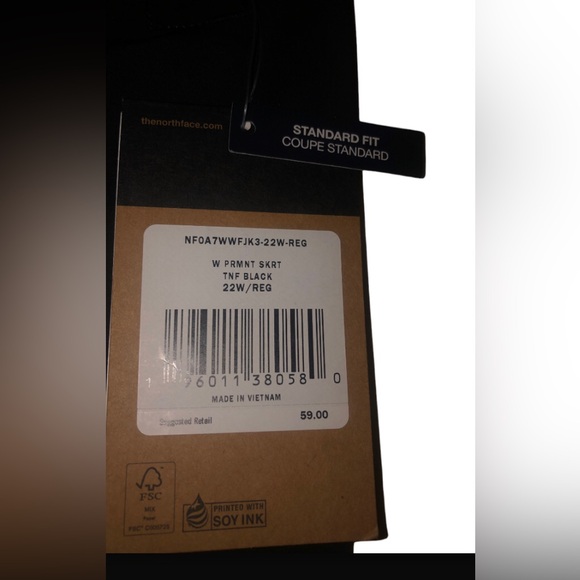 thenorthface.com
STANDARD FIT
COUPE STANDARD
NF0A7WWFJK3-22W-REG
W PRMNT SKRT
TNF BLACK
22W/REG
1 96011 38058 0
MADE IN VIETNAM
Suggested Retail 59.00
FSC
MIX
Paper
PRINTED WITH
SOY INK